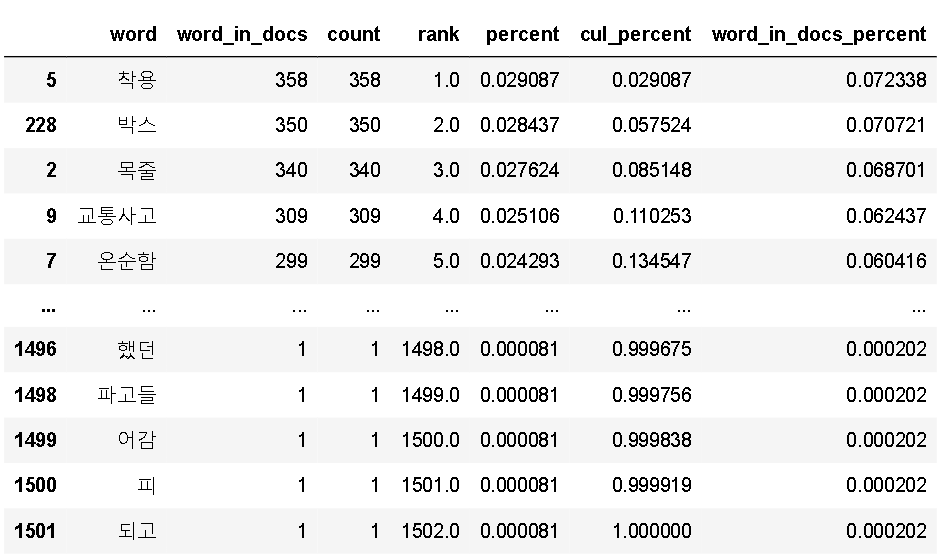 word word_in_docs count rank percent cul_percent word_in_docs_percent
5 착용 358 358 1.0 0.029087 0.029087 0.072338
228 박스 350 350 2.0 0.028437 0.057524 0.070721
2 목줄 340 340 3.0 0.027624 0.085148 0.068701
9 교통사고 309 309 4.0 0.025106 0.110253 0.062437
7 온순함 299 299 5.0 0.024293 0.134547 0.060416
... ... ... ... ... ... ... ...
1496 했던 1 1 1498.0 0.000081 0.999675 0.000202
1498 파고들 1 1 1499.0 0.000081 0.999756 0.000202
1499 어감 1 1 1500.0 0.000081 0.999838 0.000202
1500 피 1 1 1501.0 0.000081 0.999919 0.000202
1501 되고 1 1 1502.0 0.000081 1.000000 0.000202